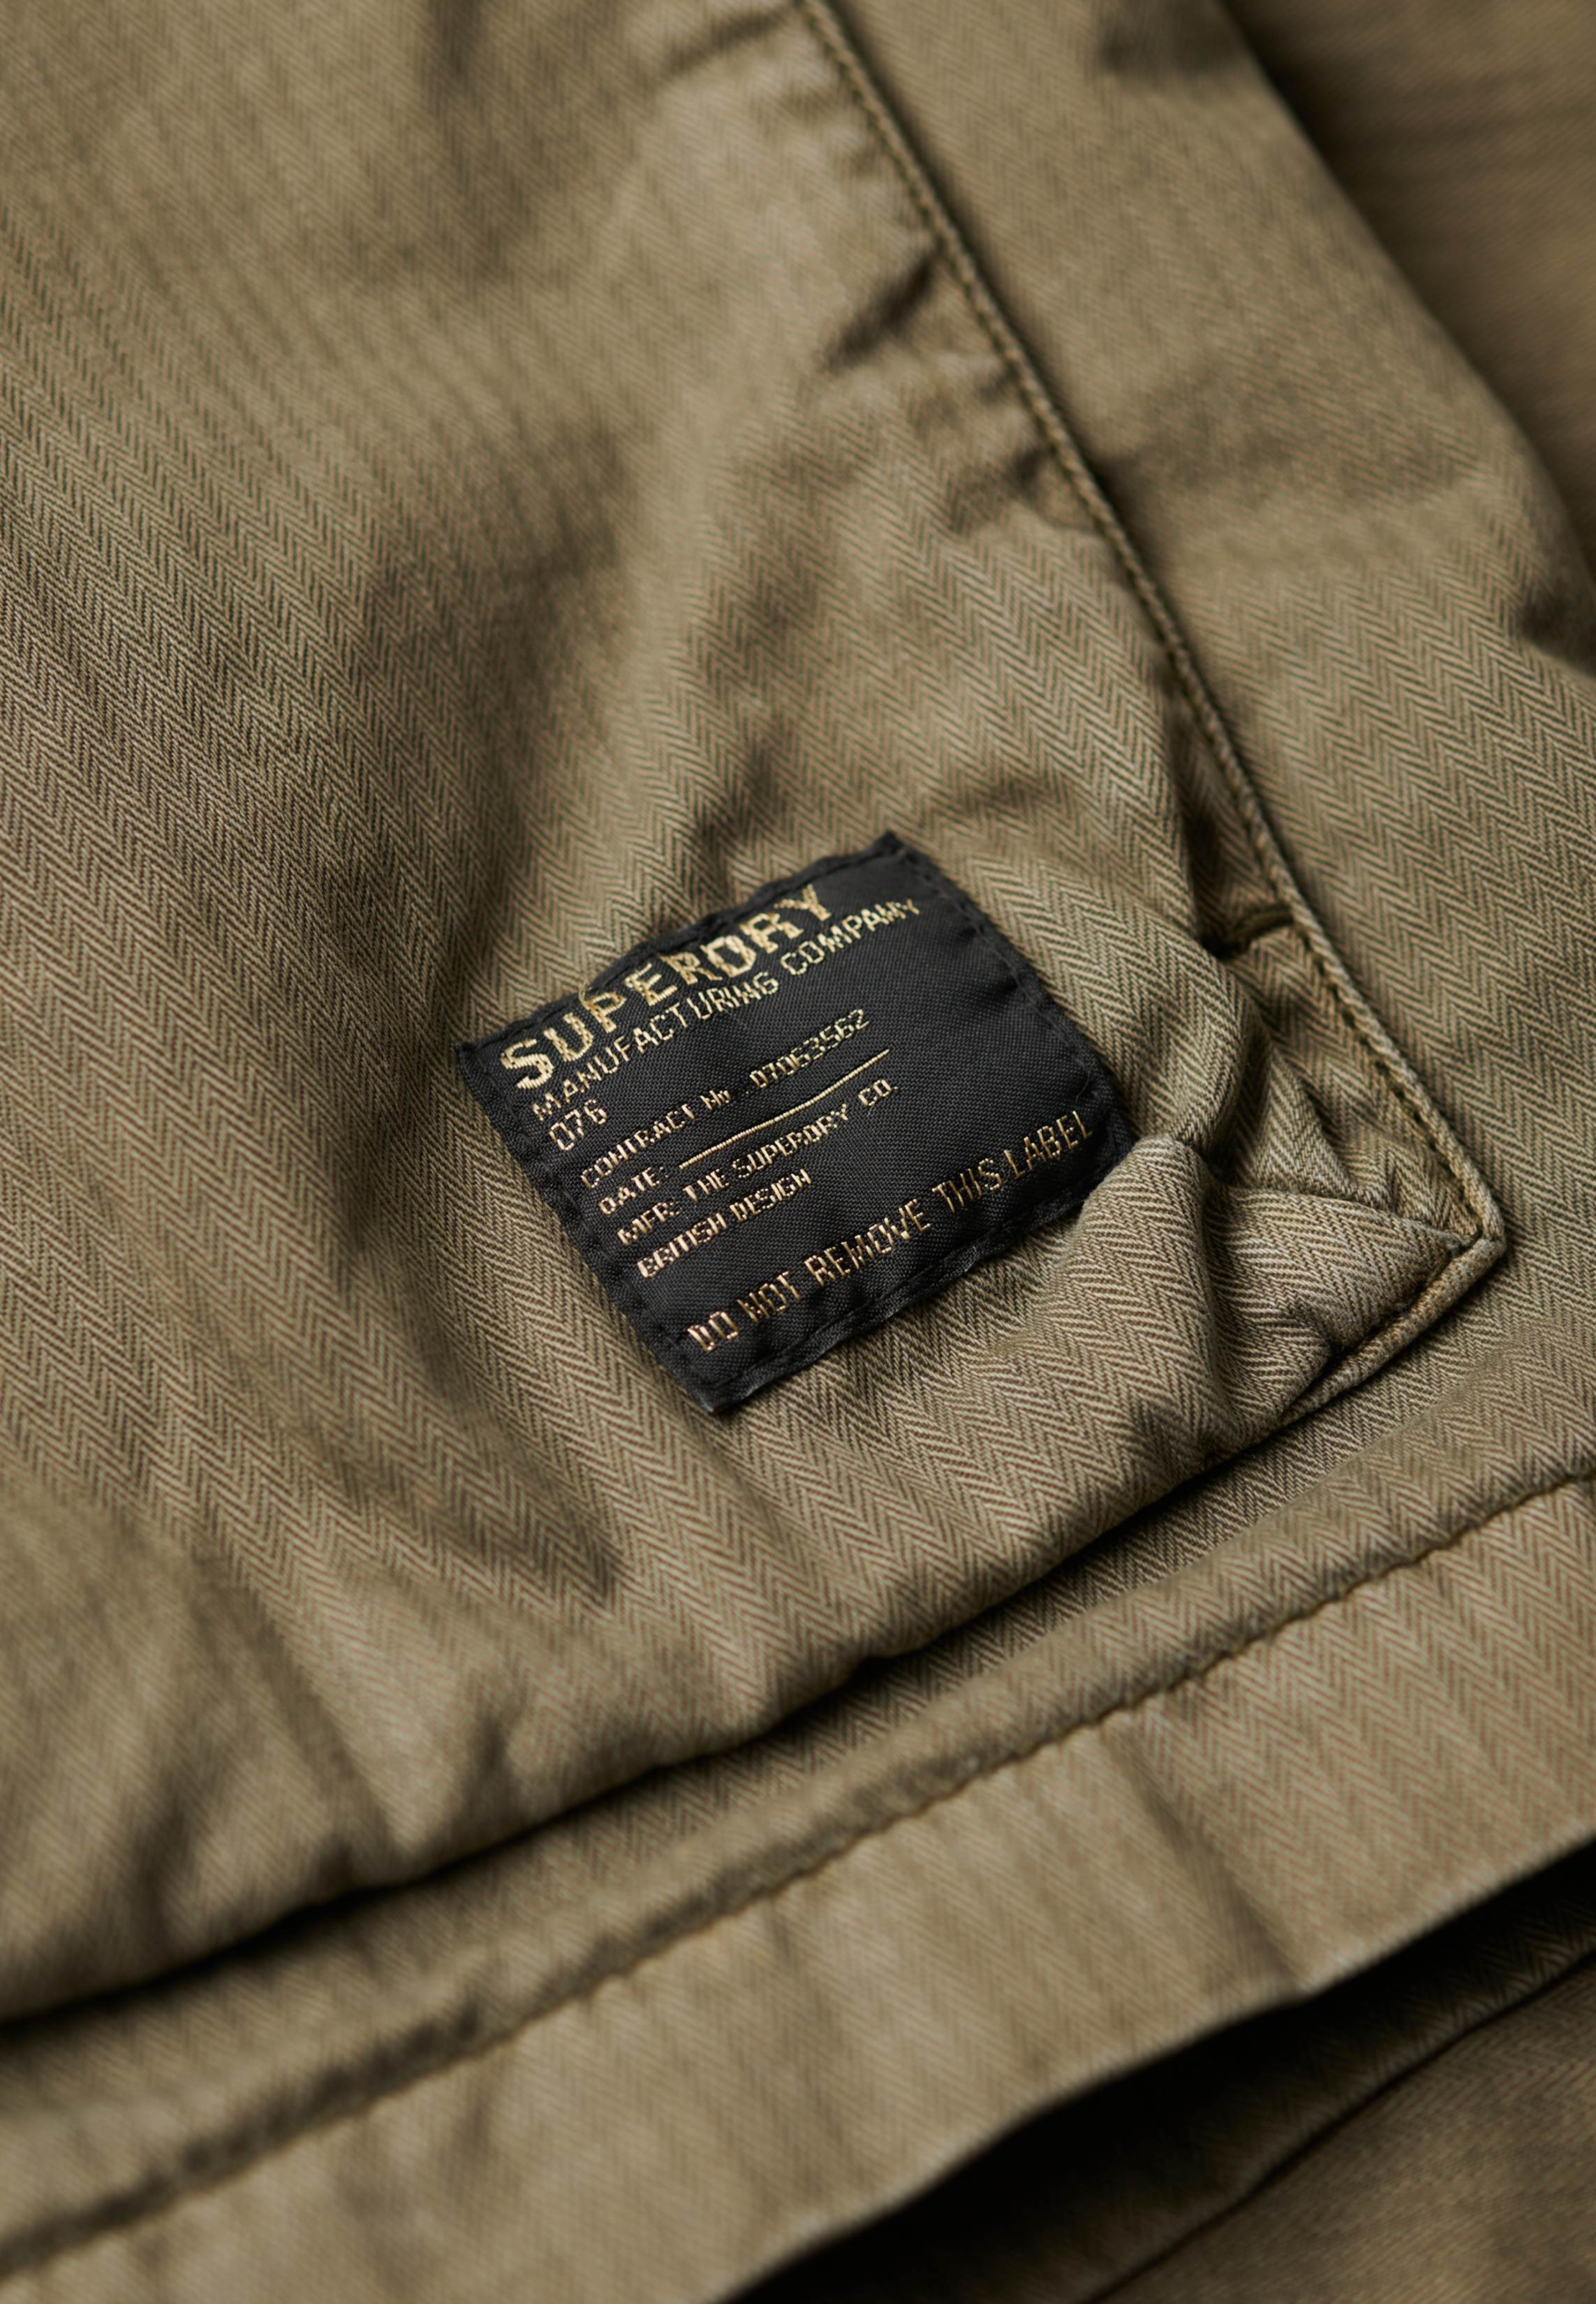 SUPERDRY
MANUFACTURING COMPANY
076
CONTRACT No. 07063562
DATE:
MFR: THE SUPERDRY CO.
BRITISH DESIGN
DO NOT REMOVE THIS LABEL